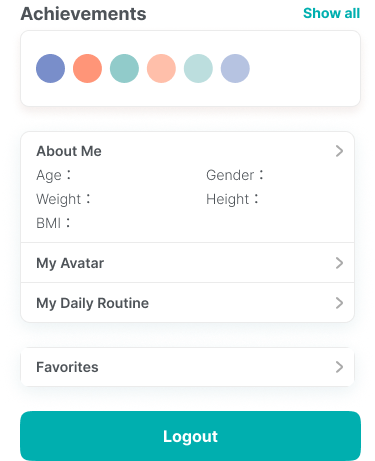 Achievements Show all
About Me
Age： Gender：
Weight： Height：
BMI：
My Avatar
My Daily Routine
Favorites
Logout